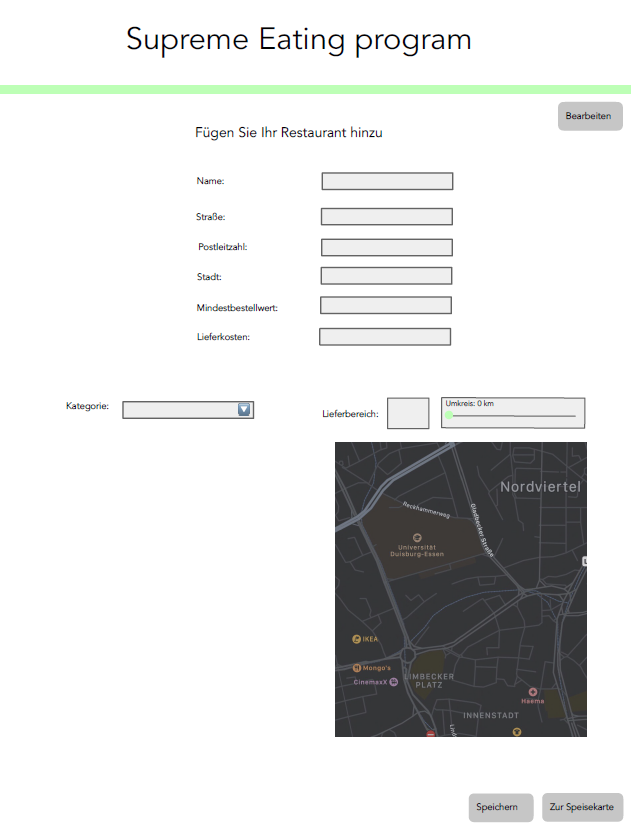 Supreme Eating program
Bearbeiten
Fügen Sie Ihr Restaurant hinzu
Name:
Straße:
Postleitzahl:
Stadt:
Mindestbestellwert:
Lieferkosten:
Kategorie:
Lieferbereich:
Umkreis: 0 km
Nordviertel
Reckhammerweg
Gladbecker Straße
Universität
Duisburg-Essen
IKEA
Mongo's
CinemaxX
LIMBECKER
PLATZ
Haema
INNENSTADT
Speichern
Zur Speisekarte